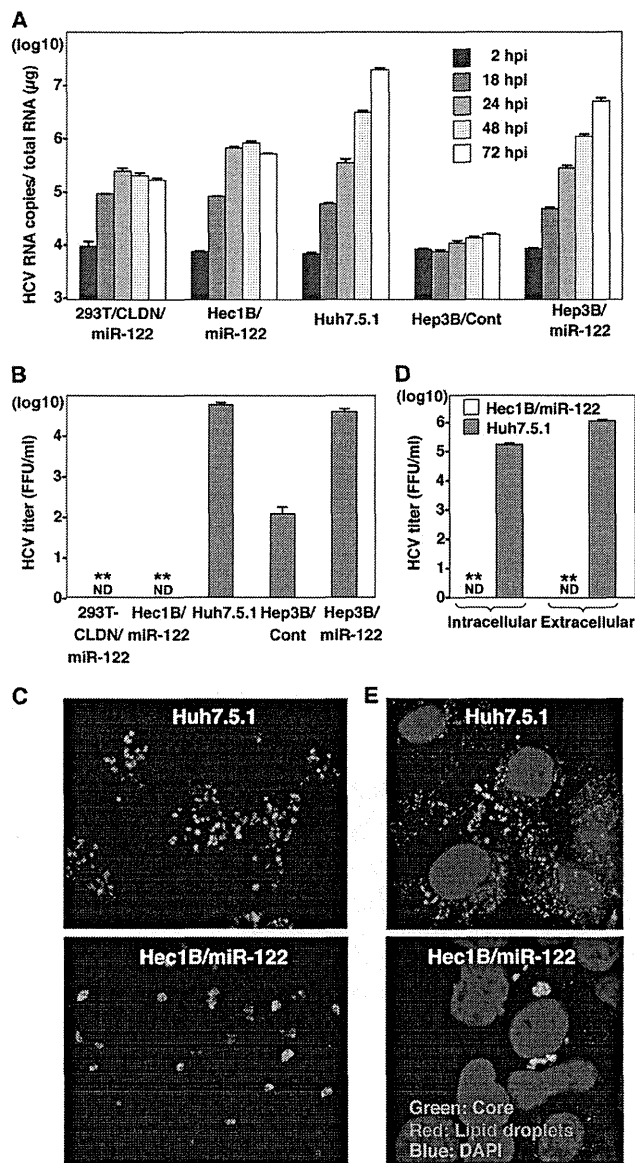 A
(log10)
7
6
5
4
3
HCV RNA copies/ total RNA (µg)
2 hpi
18 hpi
24 hpi
48 hpi
72 hpi
293T/CLDN/
miR-122
Hec1B/
miR-122
Huh7.5.1
Hep3B/Cont
Hep3B/
miR-122
B
(log10)
4
3
2
1
0
HCV titer (FFU/ml)
**
ND
**
ND
293T-
CLDN/
miR-122
Hec1B/
miR-122
Huh7.5.1
Hep3B/
Cont
Hep3B/
miR-122
D
(log10)
6
5
4
3
2
1
0
HCV titer (FFU/ml)
Hec1B/miR-122
Huh7.5.1
**
ND
**
ND
Intracellular
Extracellular
C
Huh7.5.1
Hec1B/miR-122
E
Huh7.5.1
Hec1B/miR-122
Green: Core
Red: Lipid droplets
Blue: DAPI